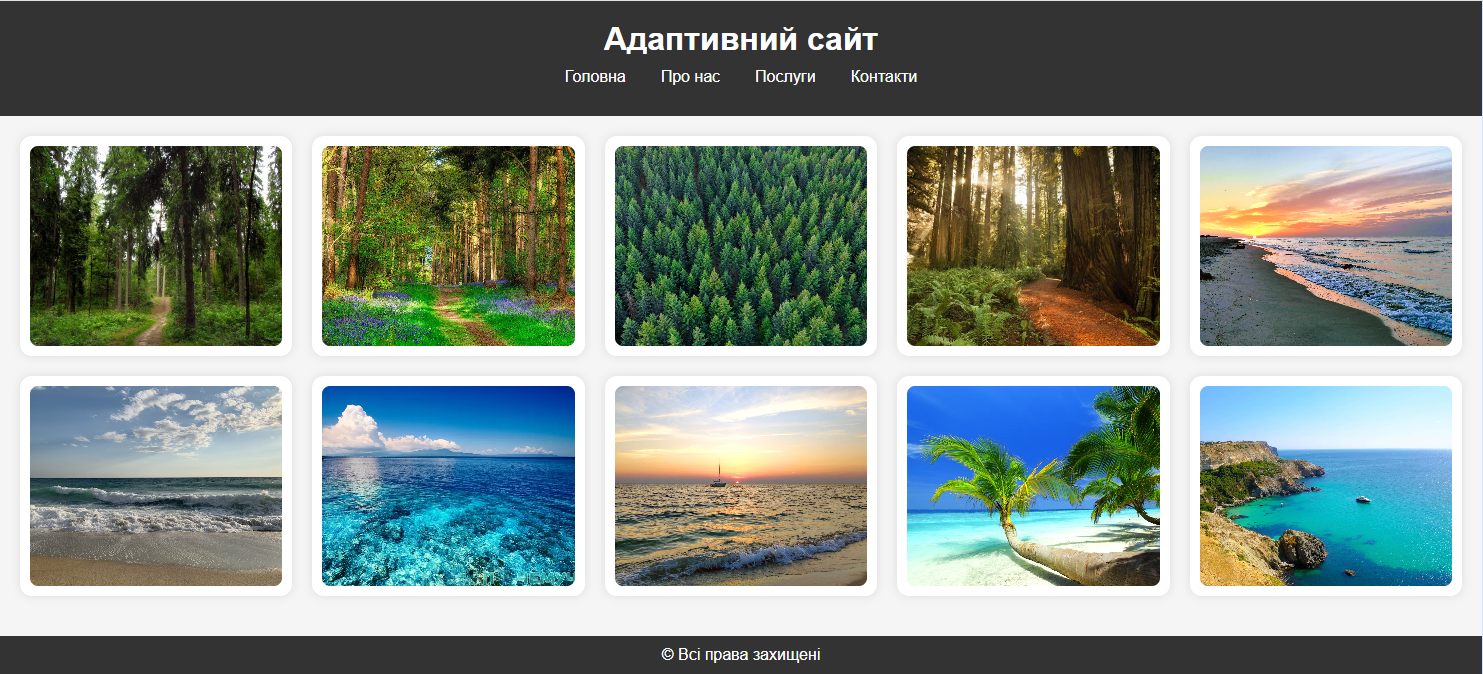 Адаптивний сайт
Головна Про нас Послуги Контакти
© Всі права захищені